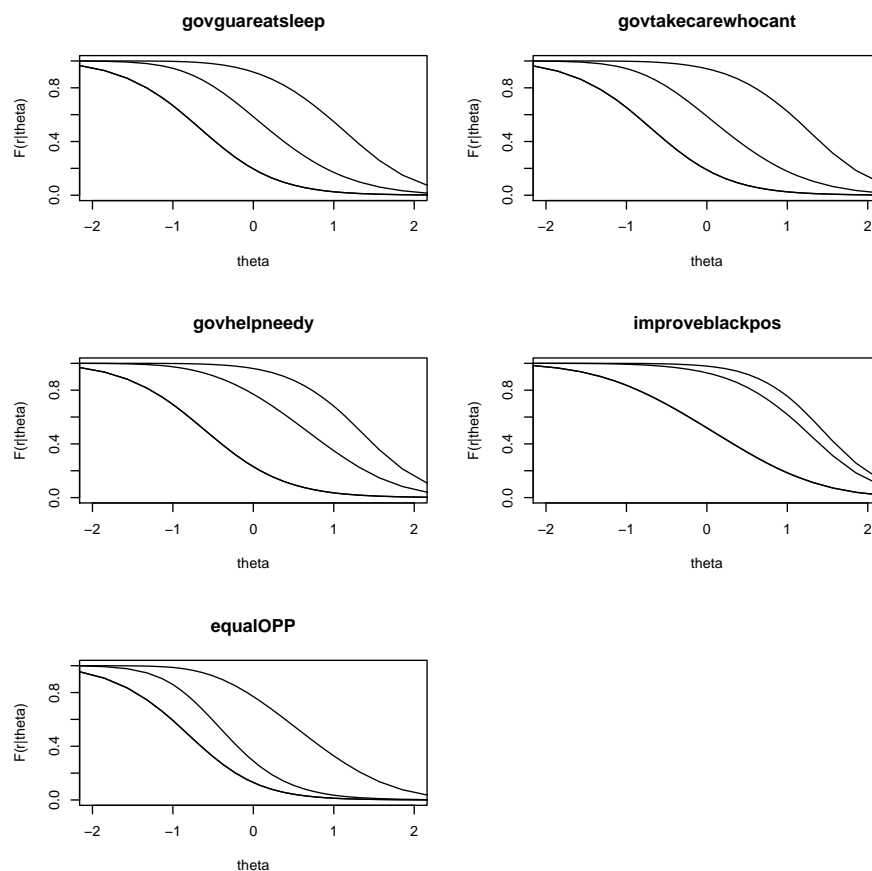 govguareatsleep
F(r|theta)
0.0 0.4 0.8
−2 −1 0 1 2
theta
govtakecarewhocant
F(r|theta)
0.0 0.4 0.8
−2 −1 0 1 2
theta
govhelpneedy
F(r|theta)
0.0 0.4 0.8
−2 −1 0 1 2
theta
improveblackpos
F(r|theta)
0.0 0.4 0.8
−2 −1 0 1 2
theta
equalOPP
F(r|theta)
0.0 0.4 0.8
−2 −1 0 1 2
theta